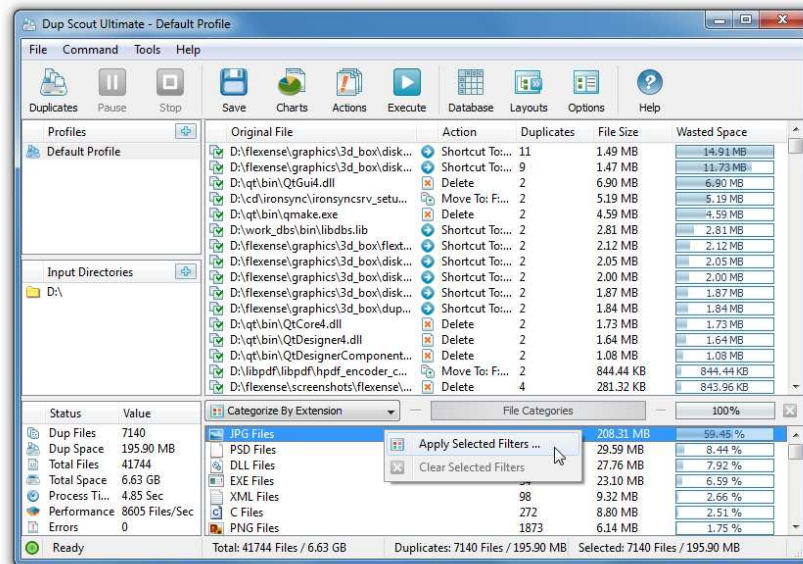 Dup Scout Ultimate - Default Profile
File Command Tools Help
Duplicates Pause Stop Save Charts Actions Execute Database Layouts Options Help
Profiles
Default Profile
Input Directories
D:\
Original File Action Duplicates File Size Wasted Space
D:\flexense\graphics\3d_box\disk... Shortcut To:... 11 1.49 MB 14.91 MB
D:\flexense\graphics\3d_box\disk... Shortcut To:... 9 1.47 MB 11.73 MB
D:\qt\bin\QtGui4.dll Delete 2 6.90 MB 6.90 MB
D:\cd\ironsync\ironsyncsrv_setu... Move To: F:... 2 5.19 MB 5.19 MB
D:\qt\bin\qmake.exe Delete 2 4.59 MB 4.59 MB
D:\work_dbs\bin\libdbs.lib Shortcut To:... 2 2.81 MB 2.81 MB
D:\flexense\graphics\3d_box\flext... Shortcut To:... 2 2.12 MB 2.12 MB
D:\flexense\graphics\3d_box\disk... Shortcut To:... 2 2.05 MB 2.05 MB
D:\flexense\graphics\3d_box\disk... Shortcut To:... 2 2.00 MB 2.00 MB
D:\flexense\graphics\3d_box\disk... Shortcut To:... 2 1.87 MB 1.87 MB
D:\flexense\graphics\3d_box\dup... Shortcut To:... 2 1.84 MB 1.84 MB
D:\qt\bin\QtCore4.dll Delete 2 1.73 MB 1.73 MB
D:\qt\bin\QtDesigner4.dll Delete 2 1.64 MB 1.64 MB
D:\qt\bin\QtDesignerComponent... Delete 2 1.08 MB 1.08 MB
D:\libpdf\libpdf\hpdf_encoder_c... Move To: F:... 2 844.44 KB 844.44 KB
D:\flexense\screenshots\flexense\... Delete 4 281.32 KB 843.96 KB
Status Value
Dup Files 7140
Dup Space 195.90 MB
Total Files 41744
Total Space 6.63 GB
Process Ti... 4.85 Sec
Performance 8605 Files/Sec
Errors 0
Categorize By Extension File Categories 100%
JPG Files 208.31 MB 59.45 %
PSD Files 29.59 MB 8.44 %
DLL Files 27.76 MB 7.92 %
EXE Files 23.10 MB 6.59 %
XML Files 98 9.32 MB 2.66 %
C Files 272 8.80 MB 2.51 %
PNG Files 1873 6.14 MB 1.75 %
Apply Selected Filters ...
Clear Selected Filters
Ready Total: 41744 Files / 6.63 GB Duplicates: 7140 Files / 195.90 MB Selected: 7140 Files / 195.90 MB